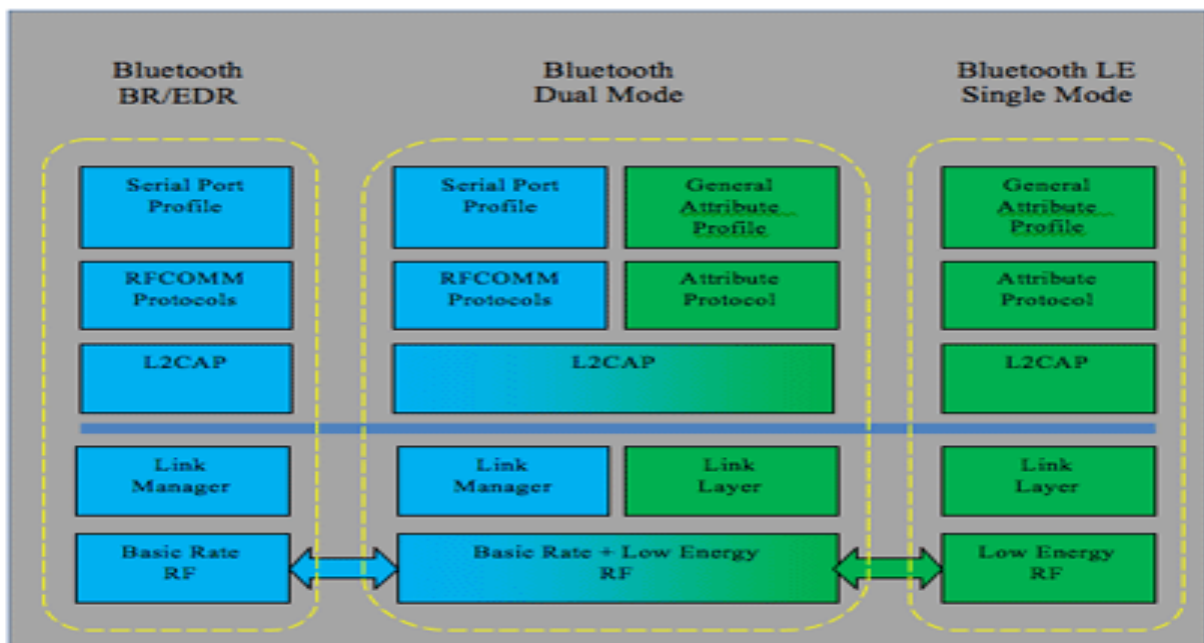 Bluetooth
BR/EDR
Bluetooth
Dual Mode
Bluetooth LE
Single Mode
Serial Port
Profile
Serial Port
Profile
General
Attribute
Profile
General
Attribute
Profile
RFCOMM
Protocols
RFCOMM
Protocols
Attribute
Protocol
Attribute
Protocol
L2CAP
L2CAP
Link
Manager
Link
Manager
Link
Layer
Link
Layer
Basic Rate
RF
Basic Rate + Low Energy
RF
Low Energy
RF